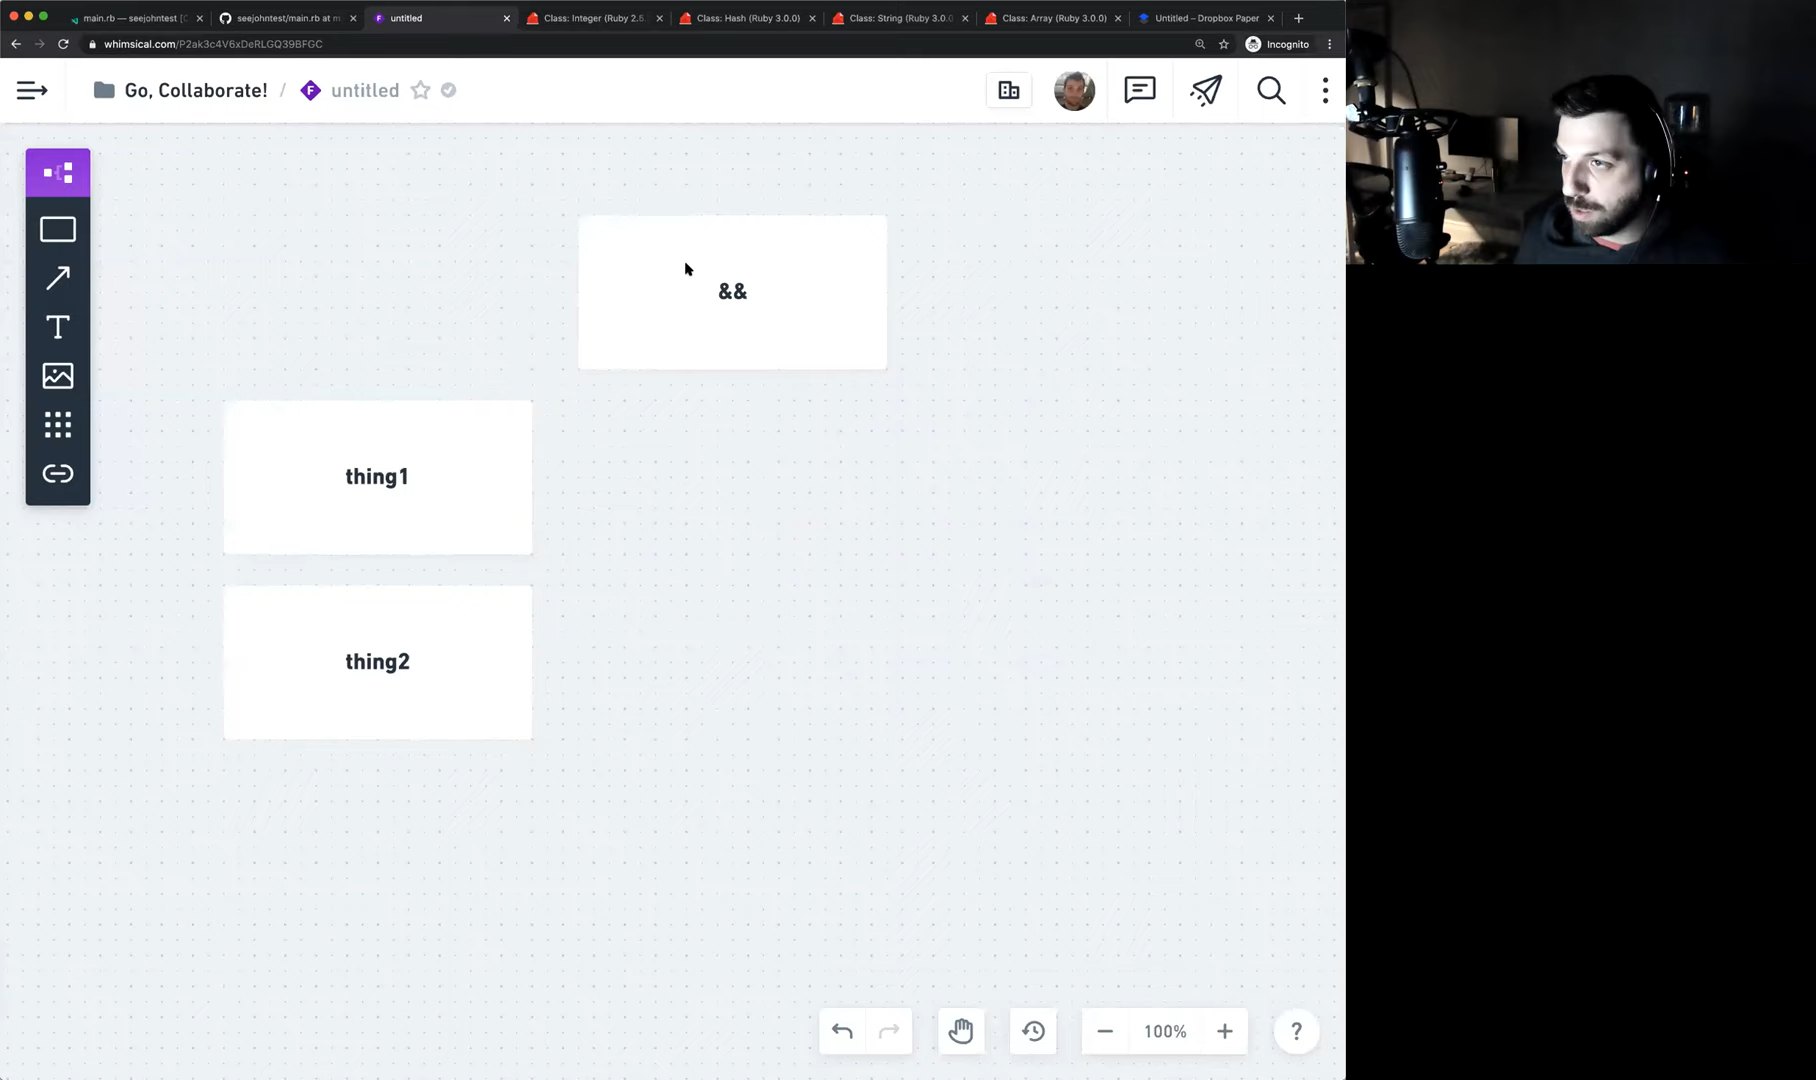 main.rb — seejohntest
seejohntest/main.rb at m
untitled
Class: Integer (Ruby 2.6.
Class: Hash (Ruby 3.0.0)
Class: String (Ruby 3.0.0
Class: Array (Ruby 3.0.0)
Untitled – Dropbox Paper
whimsical.com/P2ak3c4V6xDeRLGQ39BFGC
Incognito
Go, Collaborate! / F untitled
&&
thing1
thing2
100%
?